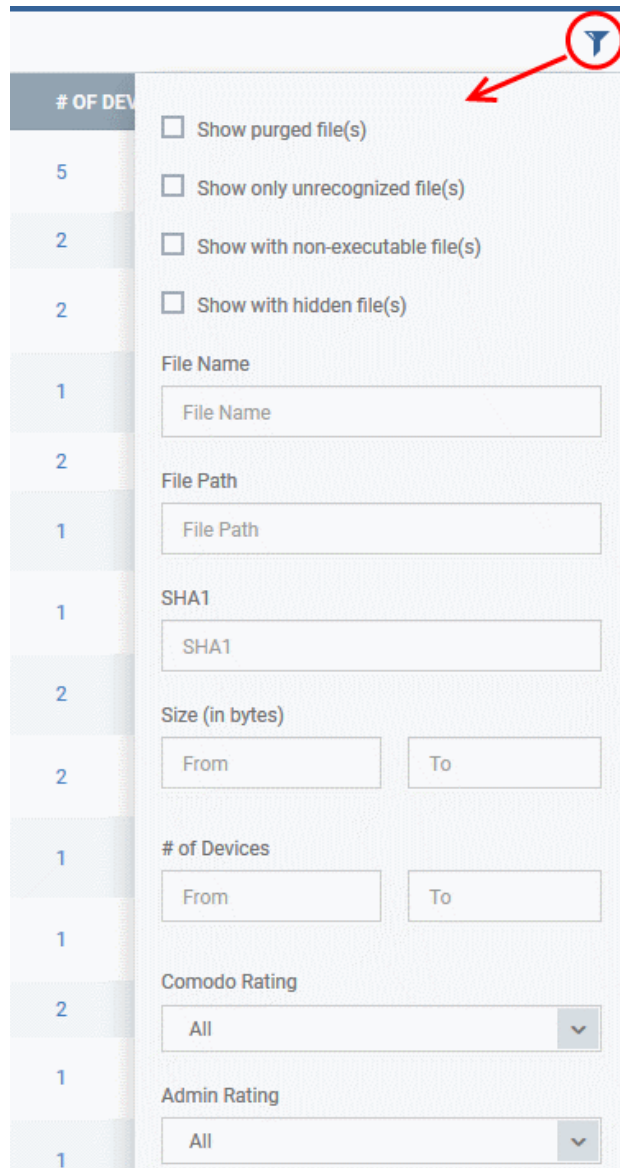 # OF DEV
Show purged file(s)
5
Show only unrecognized file(s)
2
Show with non-executable file(s)
2
Show with hidden file(s)
File Name
1
File Name
2
File Path
1
File Path
SHA1
1
SHA1
2
Size (in bytes)
2
From To
# of Devices
1
From To
1
Comodo Rating
2
All
1
Admin Rating
1
All